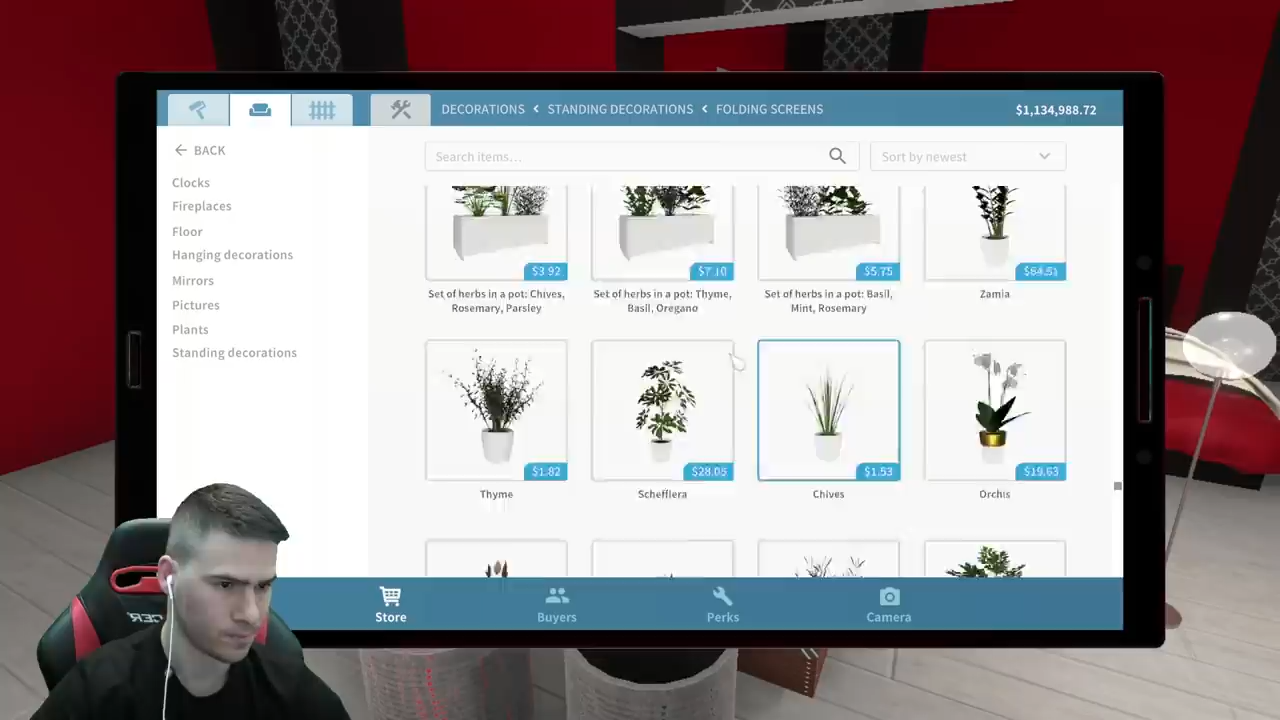 DECORATIONS < STANDING DECORATIONS < FOLDING SCREENS
$1,134,988.72
BACK
Search items...
Sort by newest
Clocks
Fireplaces
Floor
Hanging decorations
Mirrors
Pictures
Plants
Standing decorations
$3.92
$7.10
$5.75
$64.51
Set of herbs in a pot: Chives,
Rosemary, Parsley
Set of herbs in a pot: Thyme,
Basil, Oregano
Set of herbs in a pot: Basil,
Mint, Rosemary
Zamia
$1.82
$28.05
$1.53
$19.63
Thyme
Schefflera
Chives
Orchis
Store
Buyers
Perks
Camera